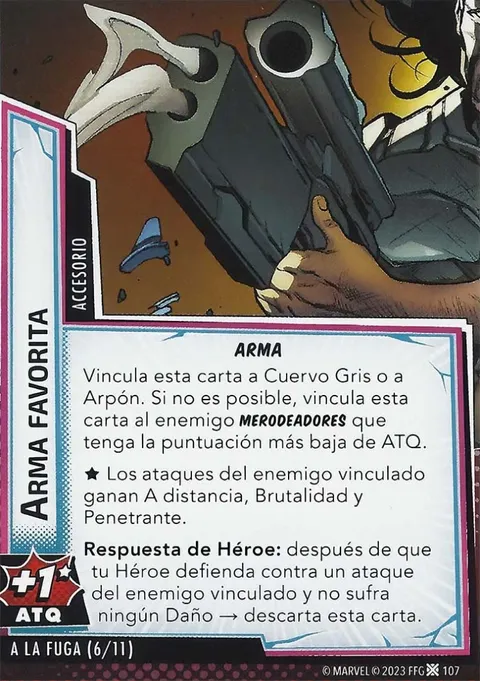 ACCESORIO
ARMA FAVORITA
ARMA
Vincula esta carta a Cuervo Gris o a
Arpón. Si no es posible, vincula esta
carta al enemigo MERODEADORES que
tenga la puntuación más baja de ATQ.
★ Los ataques del enemigo vinculado
ganan A distancia, Brutalidad y
Penetrante.
Respuesta de Héroe: después de que
tu Héroe defienda contra un ataque
del enemigo vinculado y no sufra
ningún Daño → descarta esta carta.
+1★
ATQ
A LA FUGA (6/11)
© MARVEL © 2023 FFG 107